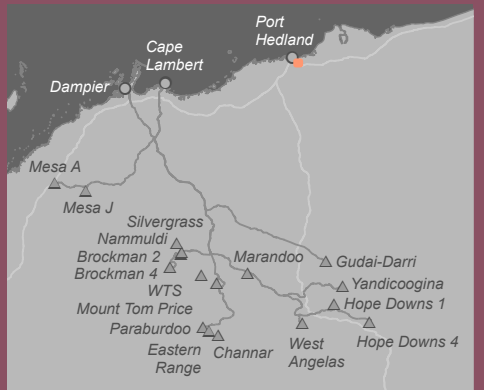 Port
Hedland
Cape
Lambert
Dampier
Mesa A
Mesa J
Silvergrass
Nammuldi
Brockman 2
Brockman 4
Marandoo
Gudai-Darri
Yandicoogina
WTS
Hope Downs 1
Mount Tom Price
Paraburdoo
Eastern
Range
Channar
West
Angelas
Hope Downs 4